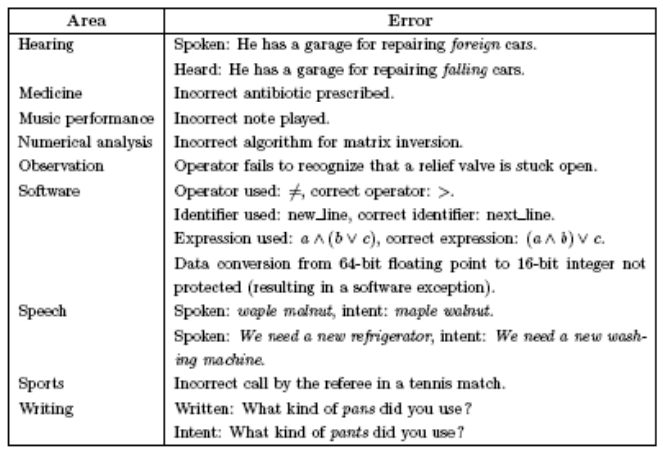 Area Error
Hearing Spoken: He has a garage for repairing foreign cars.
Heard: He has a garage for repairing falling cars.
Medicine Incorrect antibiotic prescribed.
Music performance Incorrect note played.
Numerical analysis Incorrect algorithm for matrix inversion.
Observation Operator fails to recognize that a relief valve is stuck open.
Software Operator used: ≠, correct operator: >.
Identifier used: new_line, correct identifier: next_line.
Expression used: a ∧ (b ∨ c), correct expression: (a ∧ b) ∨ c.
Data conversion from 64-bit floating point to 16-bit integer not
protected (resulting in a software exception).
Speech Spoken: waple malnut, intent: maple walnut.
Spoken: We need a new refrigerator, intent: We need a new wash-
ing machine.
Sports Incorrect call by the referee in a tennis match.
Writing Written: What kind of pans did you use?
Intent: What kind of pants did you use?